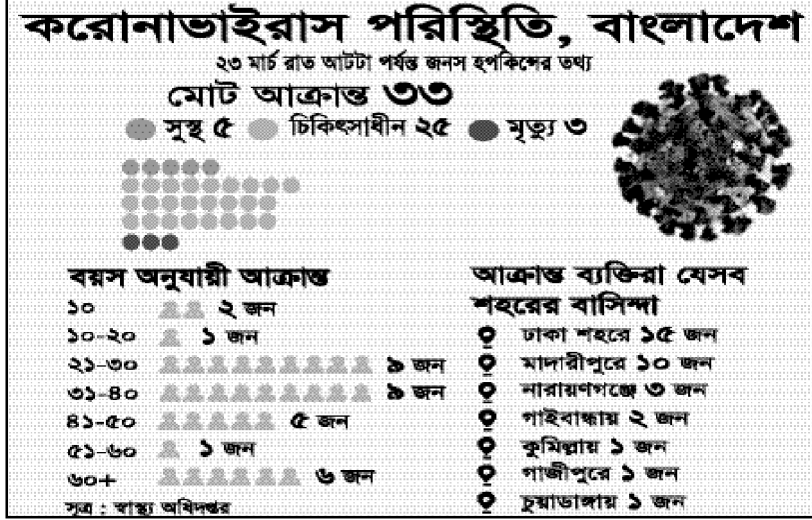 করোনাভাইরাস পরিস্থিতি, বাংলাদেশ
২৩ মার্চ রাত আটটা পর্যন্ত জনস হপকিন্সের তথ্য
মোট আক্রান্ত ৩৩
সুস্থ ৫ চিকিৎসাধীন ২৫ মৃত্যু ৩
বয়স অনুযায়ী আক্রান্ত
১০ ২ জন
১০-২০ ১ জন
২১-৩০ ৯ জন
৩১-৪০ ৯ জন
৪১-৫০ ৫ জন
৫১-৬০ ১ জন
৬০+ ৬ জন
সূত্র : স্বাস্থ্য অধিদপ্তর
আক্রান্ত ব্যক্তিরা যেসব
শহরের বাসিন্দা
ঢাকা শহরে ১৫ জন
মাদারীপুরে ১০ জন
নারায়ণগঞ্জে ৩ জন
গাইবান্ধায় ২ জন
কুমিল্লায় ১ জন
গাজীপুরে ১ জন
চুয়াডাঙ্গায় ১ জন